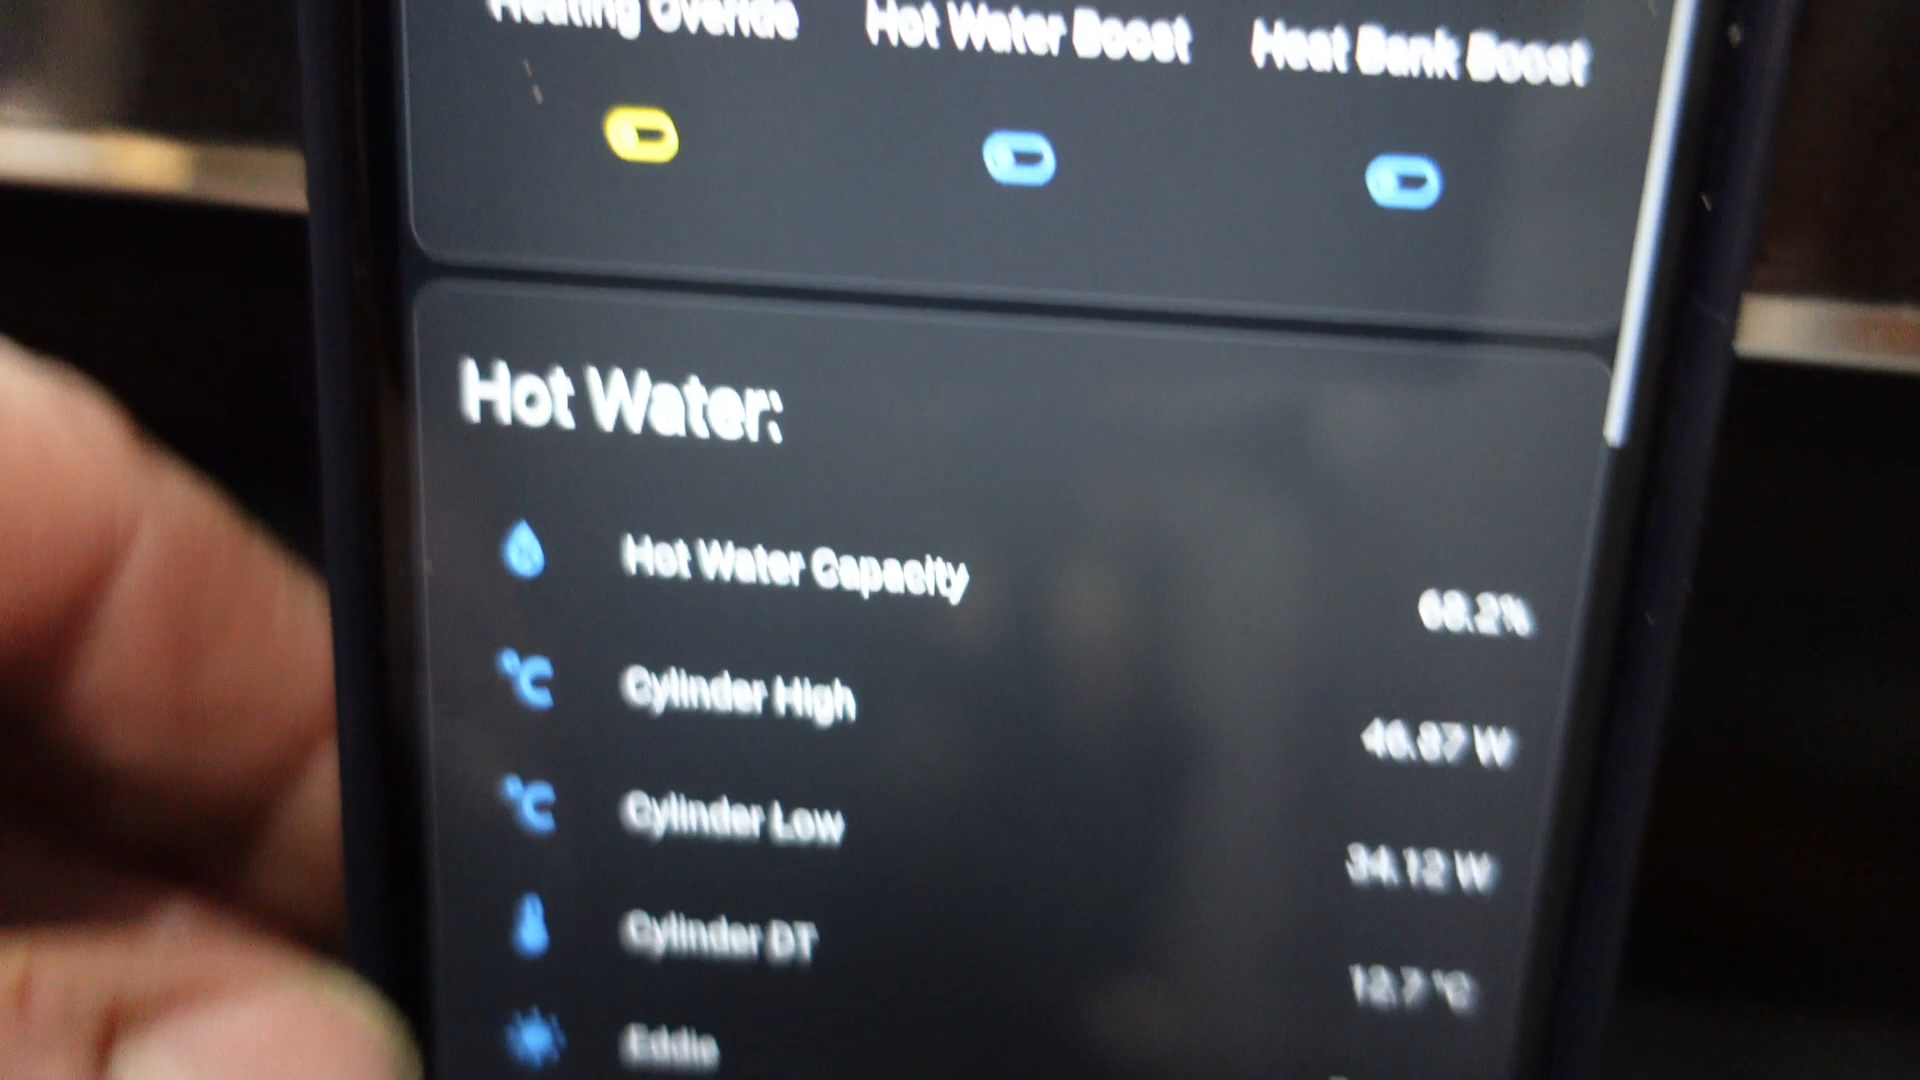 Heating Overide Hot Water Boost Heat Bank Boost
Hot Water:
Hot Water Capacity 68.2%
°C Cylinder High 46.87 W
°C Cylinder Low 34.12 W
Cylinder DT 12.7 °C
Eddie